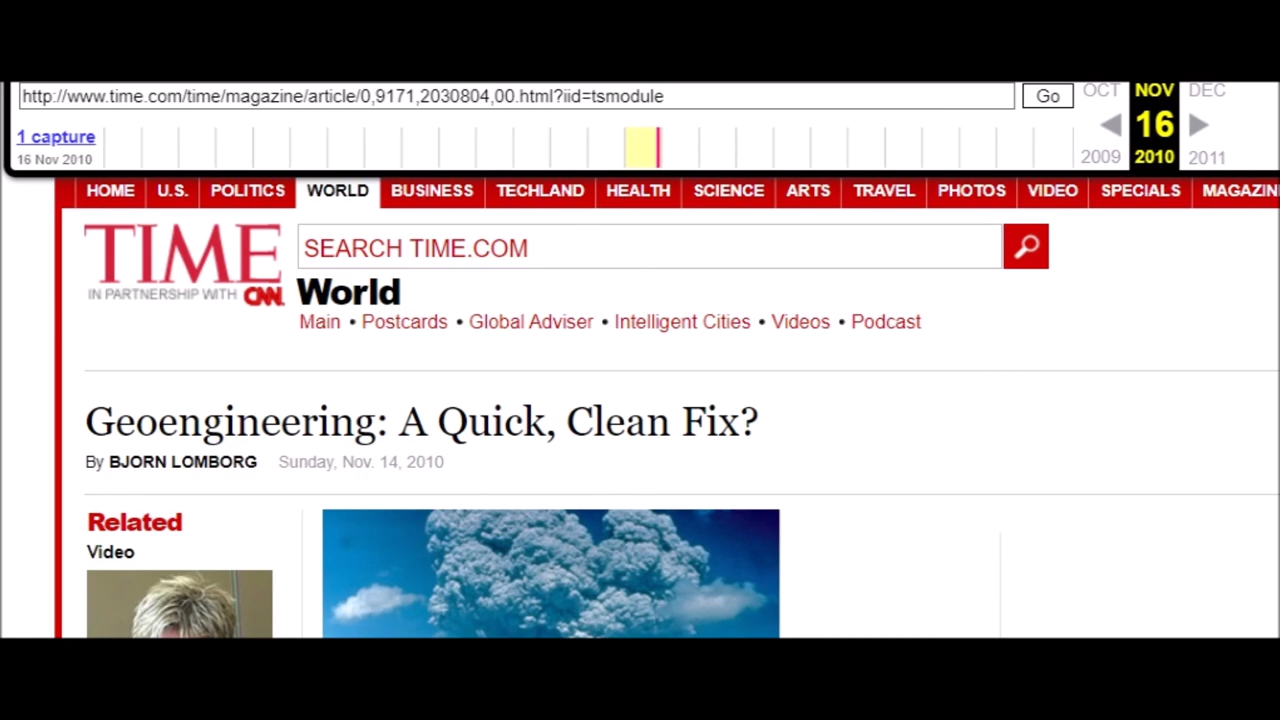 http://www.time.com/time/magazine/article/0,9171,2030804,00.html?iid=tsmodule Go OCT NOV DEC
1 capture 16
16 Nov 2010 2009 2010 2011
HOME U.S. POLITICS WORLD BUSINESS TECHLAND HEALTH SCIENCE ARTS TRAVEL PHOTOS VIDEO SPECIALS MAGAZIN
TIME SEARCH TIME.COM
IN PARTNERSHIP WITH CNN. World
Main • Postcards • Global Adviser • Intelligent Cities • Videos • Podcast
Geoengineering: A Quick, Clean Fix?
By BJORN LOMBORG Sunday, Nov. 14, 2010
Related
Video